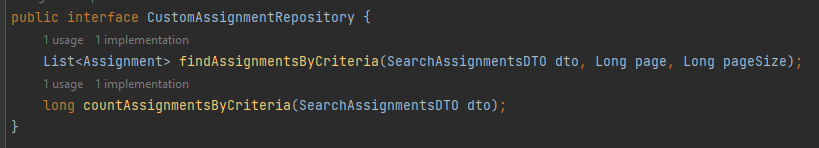 public interface CustomAssignmentRepository {
1 usage 1 implementation
List<Assignment> findAssignmentsByCriteria(SearchAssignmentsDTO dto, Long page, Long pageSize);
1 usage 1 implementation
long countAssignmentsByCriteria(SearchAssignmentsDTO dto);
}